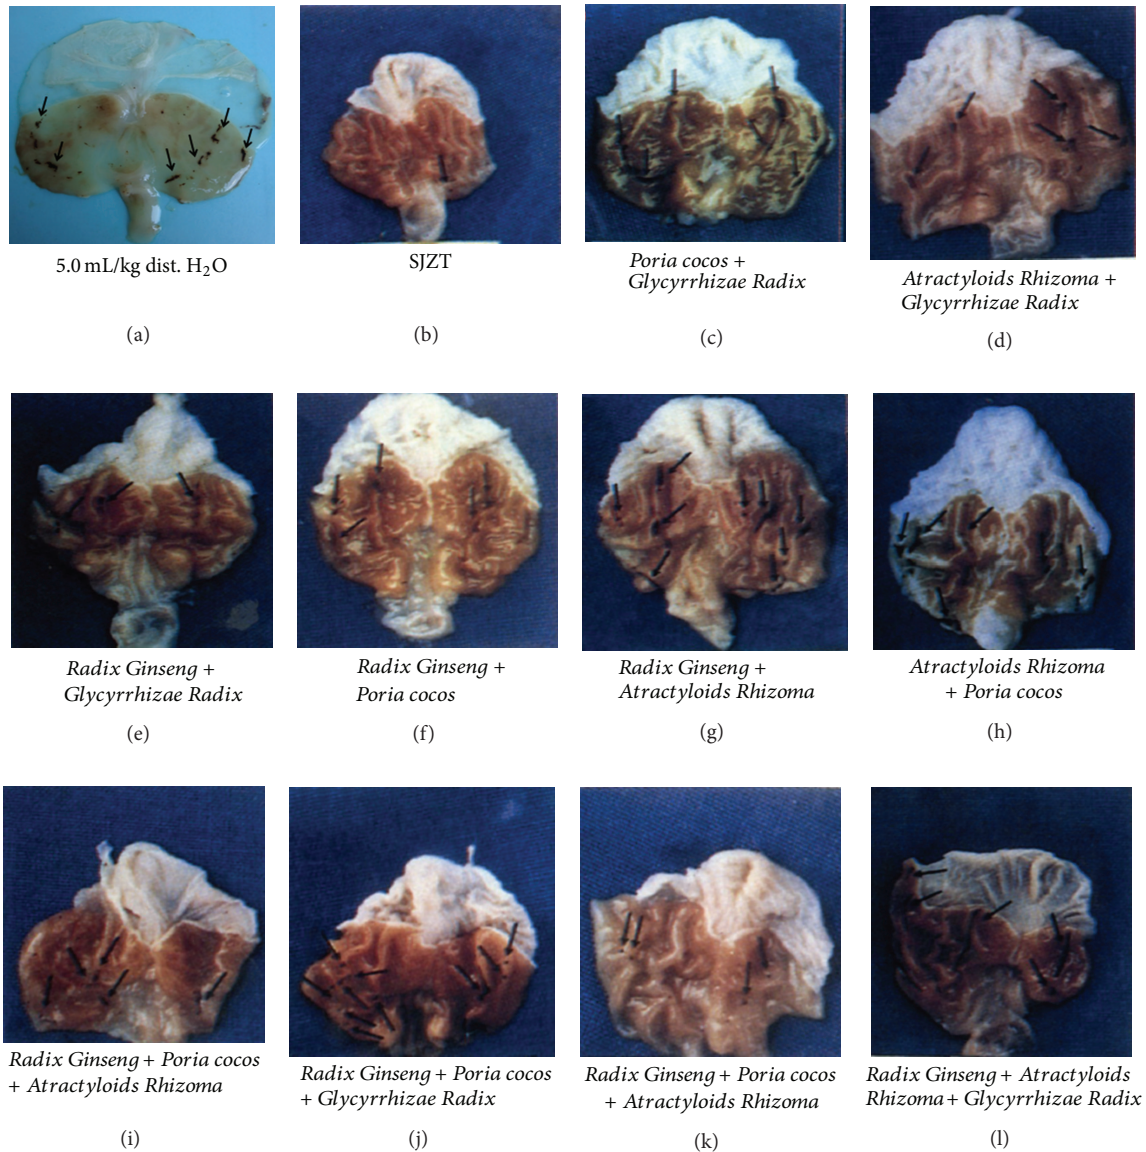 5.0 mL/kg dist. H₂O
(a)
SJZT
(b)
Poria cocos +
Glycyrrhizae Radix
(c)
Atractyloids Rhizoma +
Glycyrrhizae Radix
(d)
Radix Ginseng +
Glycyrrhizae Radix
(e)
Radix Ginseng +
Poria cocos
(f)
Radix Ginseng +
Atractyloids Rhizoma
(g)
Atractyloids Rhizoma
+ Poria cocos
(h)
Radix Ginseng + Poria cocos
+ Atractyloids Rhizoma
(i)
Radix Ginseng + Poria cocos
+ Glycyrrhizae Radix
(j)
Radix Ginseng + Poria cocos
+ Atractyloids Rhizoma
(k)
Radix Ginseng + Atractyloids
Rhizoma + Glycyrrhizae Radix
(l)